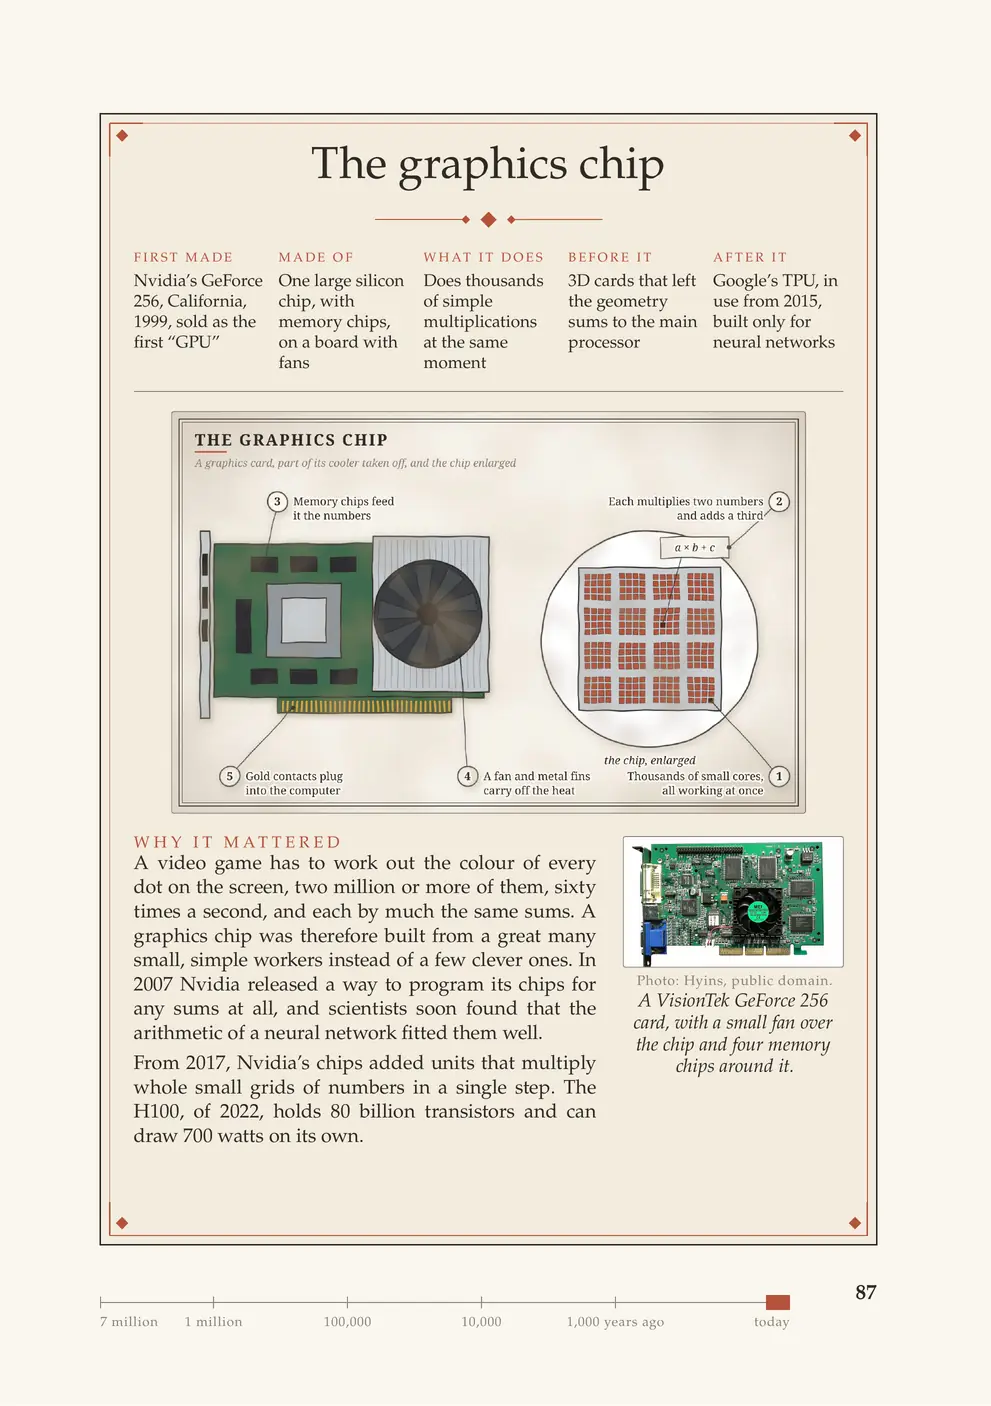 The graphics chip
FIRST MADE
Nvidia's GeForce
256, California,
1999, sold as the
first “GPU”
MADE OF
One large silicon
chip, with
memory chips,
on a board with
fans
WHAT IT DOES
Does thousands
of simple
multiplications
at the same
moment
BEFORE IT
3D cards that left
the geometry
sums to the main
processor
AFTER IT
Google's TPU, in
use from 2015,
built only for
neural networks
THE GRAPHICS CHIP
A graphics card, part of its cooler taken off, and the chip enlarged
3 Memory chips feed
it the numbers
Each multiplies two numbers 2
and adds a third
a × b + c
the chip, enlarged
5 Gold contacts plug
into the computer
4 A fan and metal fins
carry off the heat
Thousands of small cores, 1
all working at once
WHY IT MATTERED
A video game has to work out the colour of every
dot on the screen, two million or more of them, sixty
times a second, and each by much the same sums. A
graphics chip was therefore built from a great many
small, simple workers instead of a few clever ones. In
2007 Nvidia released a way to program its chips for
any sums at all, and scientists soon found that the
arithmetic of a neural network fitted them well.
From 2017, Nvidia's chips added units that multiply
whole small grids of numbers in a single step. The
H100, of 2022, holds 80 billion transistors and can
draw 700 watts on its own.
Photo: Hyins, public domain.
A VisionTek GeForce 256
card, with a small fan over
the chip and four memory
chips around it.
87
7 million
1 million
100,000
10,000
1,000 years ago
today